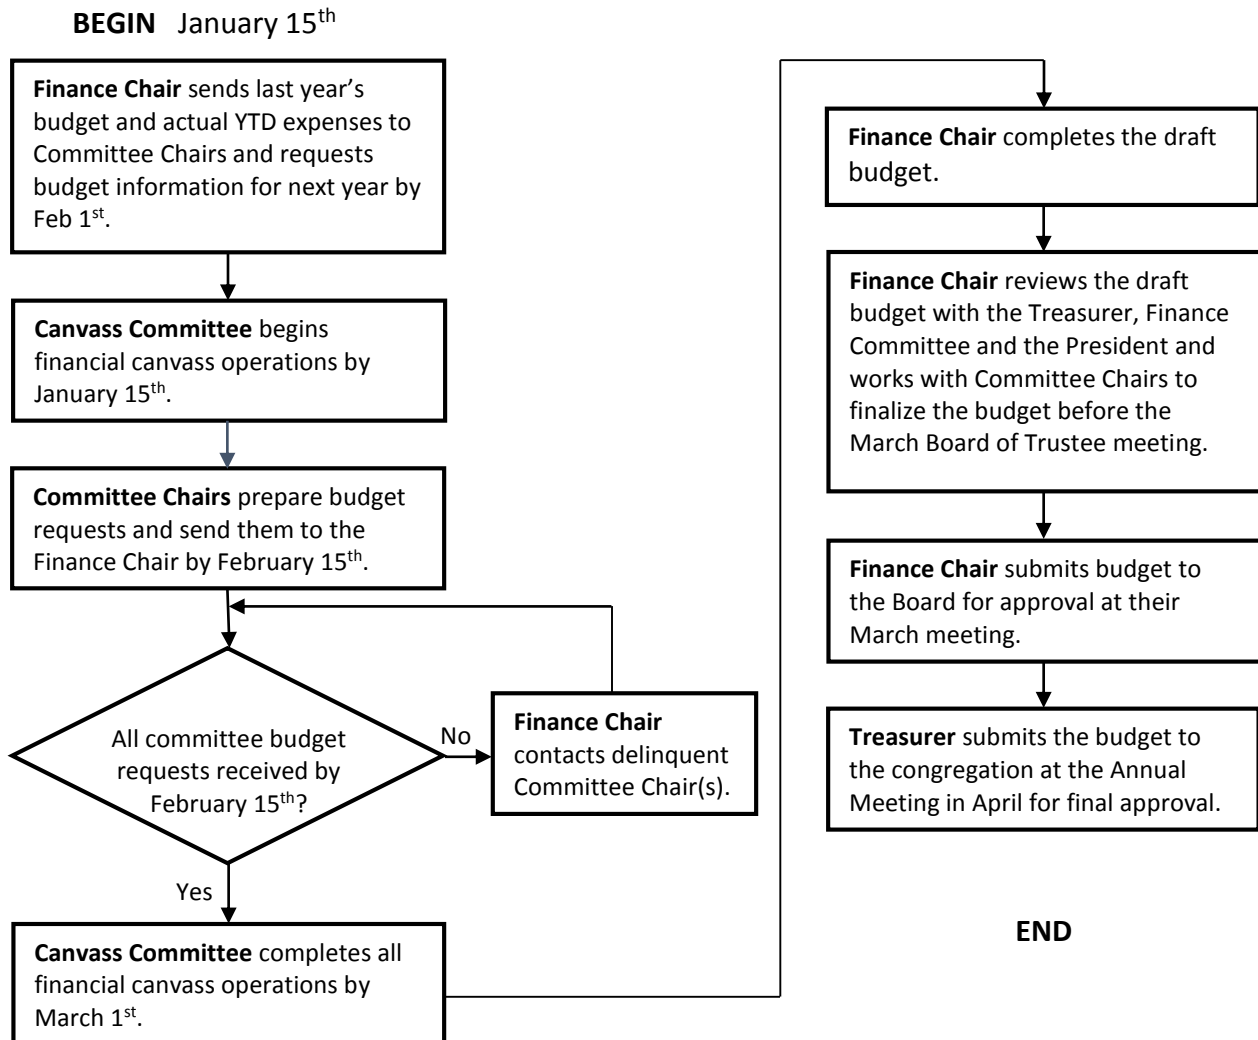 BEGIN January 15th
Finance Chair sends last year’s
budget and actual YTD expenses to
Committee Chairs and requests
budget information for next year by
Feb 1st.
Canvass Committee begins
financial canvass operations by
January 15th.
Committee Chairs prepare budget
requests and send them to the
Finance Chair by February 15th.
All committee budget
requests received by
February 15th?
No
Finance Chair
contacts delinquent
Committee Chair(s).
Yes
Canvass Committee completes all
financial canvass operations by
March 1st.
Finance Chair completes the draft
budget.
Finance Chair reviews the draft
budget with the Treasurer, Finance
Committee and the President and
works with Committee Chairs to
finalize the budget before the
March Board of Trustee meeting.
Finance Chair submits budget to
the Board for approval at their
March meeting.
Treasurer submits the budget to
the congregation at the Annual
Meeting in April for final approval.
END